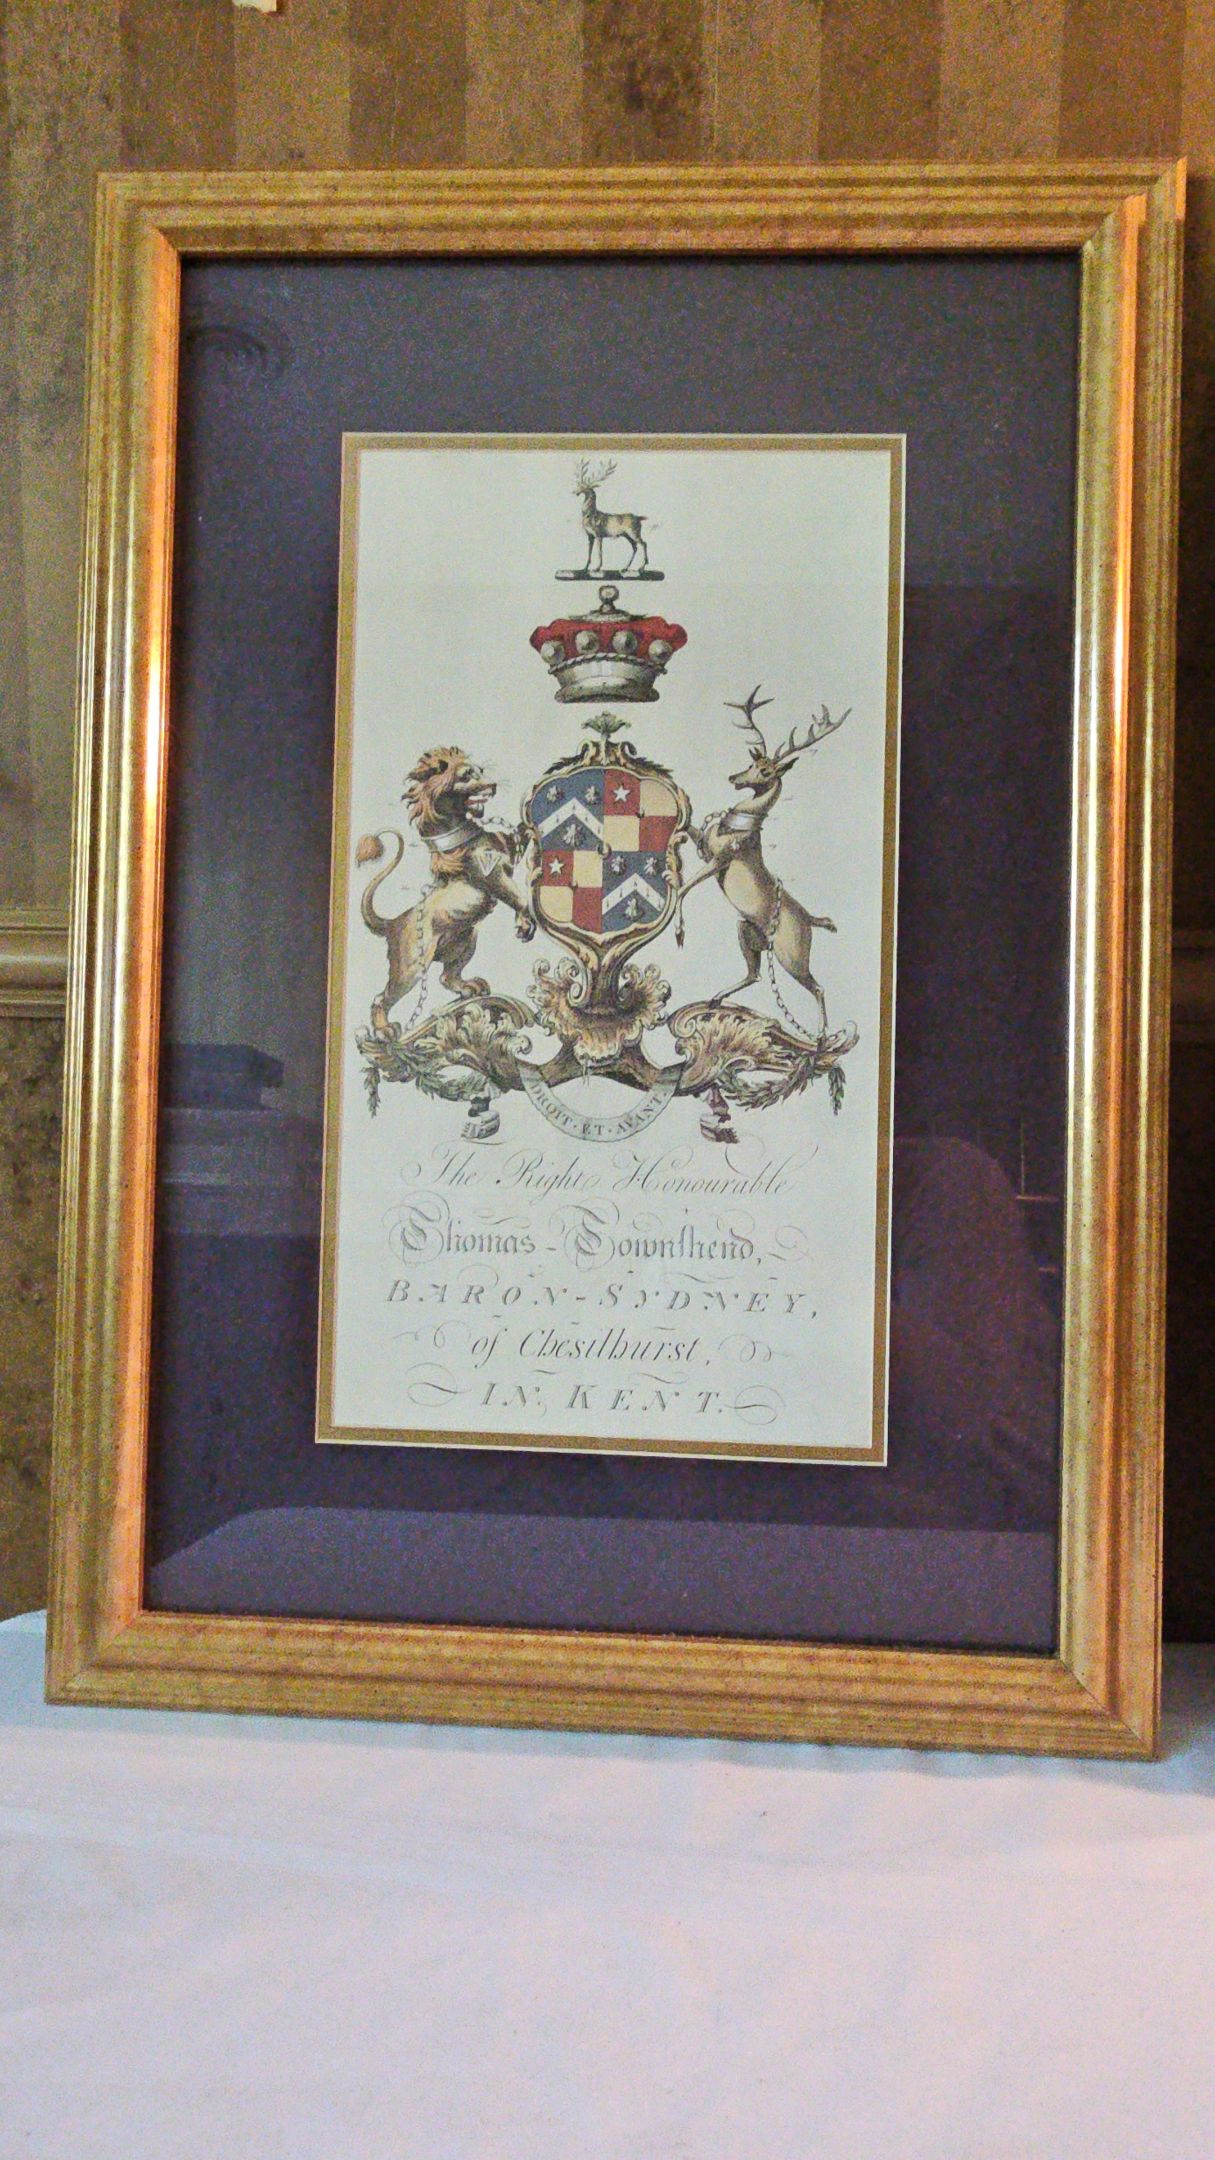 DROIT · ET · AVANT.
The Right Honourable
Thomas - Townſhend,
BARON - SYDNEY,
of Chesilhurst,
IN KENT.